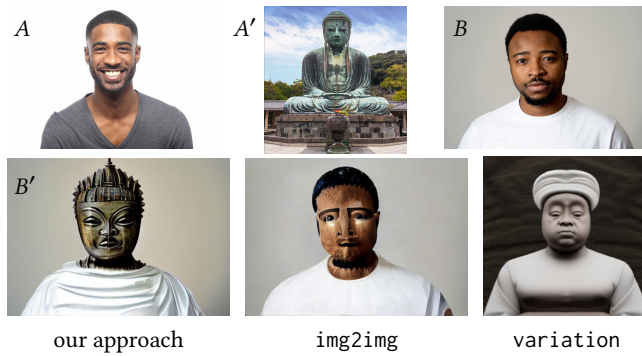 A
A′
B
B′
our approach
img2img
variation